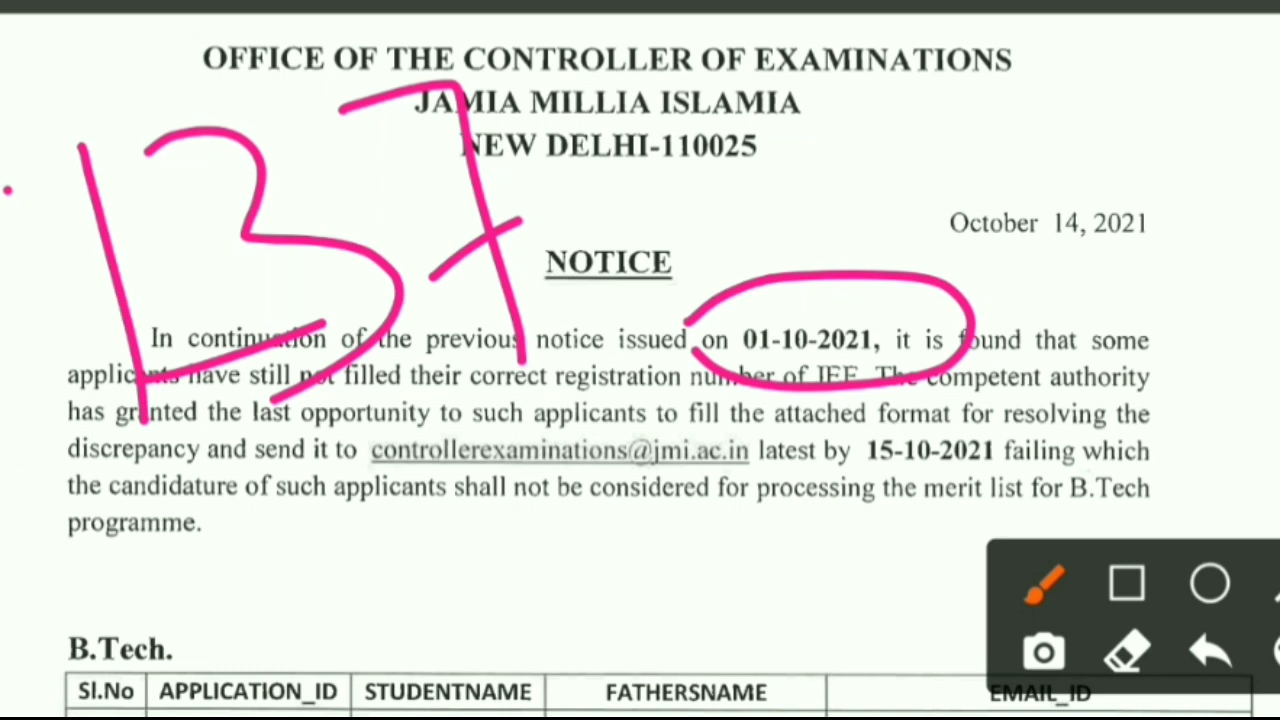 OFFICE OF THE CONTROLLER OF EXAMINATIONS
JAMIA MILLIA ISLAMIA
NEW DELHI-110025
October 14, 2021
NOTICE
In continuation of the previous notice issued on 01-10-2021, it is found that some
applicants have still not filled their correct registration number of JEE. The competent authority
has granted the last opportunity to such applicants to fill the attached format for resolving the
discrepancy and send it to controllerexaminations@jmi.ac.in latest by 15-10-2021 failing which
the candidature of such applicants shall not be considered for processing the merit list for B.Tech
programme.
B.Tech.
Sl.No APPLICATION_ID STUDENTNAME FATHERSNAME EMAIL_ID